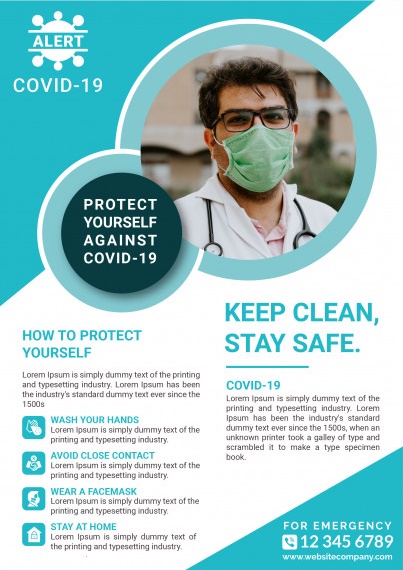 ALERT
COVID-19
PROTECT
YOURSELF
AGAINST
COVID-19
KEEP CLEAN,
STAY SAFE.
HOW TO PROTECT
YOURSELF
Lorem Ipsum is simply dummy text of the printing
and typesetting industry. Lorem Ipsum has been
the industry's standard dummy text ever since the
1500s
WASH YOUR HANDS
Lorem Ipsum is simply dummy text of the
printing and typesetting industry.
AVOID CLOSE CONTACT
Lorem Ipsum is simply dummy text of the
printing and typesetting industry.
WEAR A FACEMASK
Lorem Ipsum is simply dummy text of the
printing and typesetting industry.
STAY AT HOME
Lorem Ipsum is simply dummy text of
the printing and typesetting industry.
COVID-19
Lorem Ipsum is simply dummy text of
the printing and typesetting industry.
Lorem Ipsum has been the industry's
standard dummy text ever since the
1500s, when an unknown printer took
a galley of type and scrambled it to
make a type specimen book.
FOR EMERGENCY
12 345 6789
www.websitecompany.com